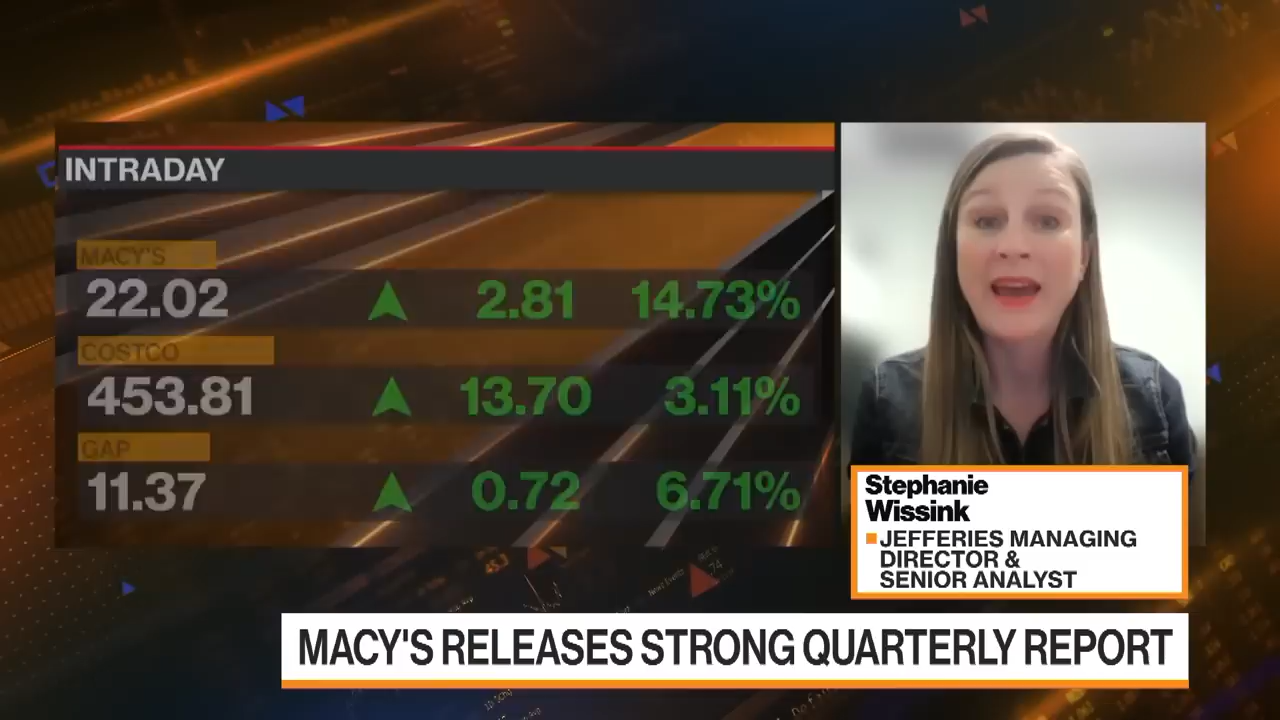 INTRADAY
MACY'S
22.02 2.81 14.73%
COSTCO
453.81 13.70 3.11%
GAP
11.37 0.72 6.71%
Stephanie
Wissink
JEFFERIES MANAGING
DIRECTOR &
SENIOR ANALYST
MACY'S RELEASES STRONG QUARTERLY REPORT